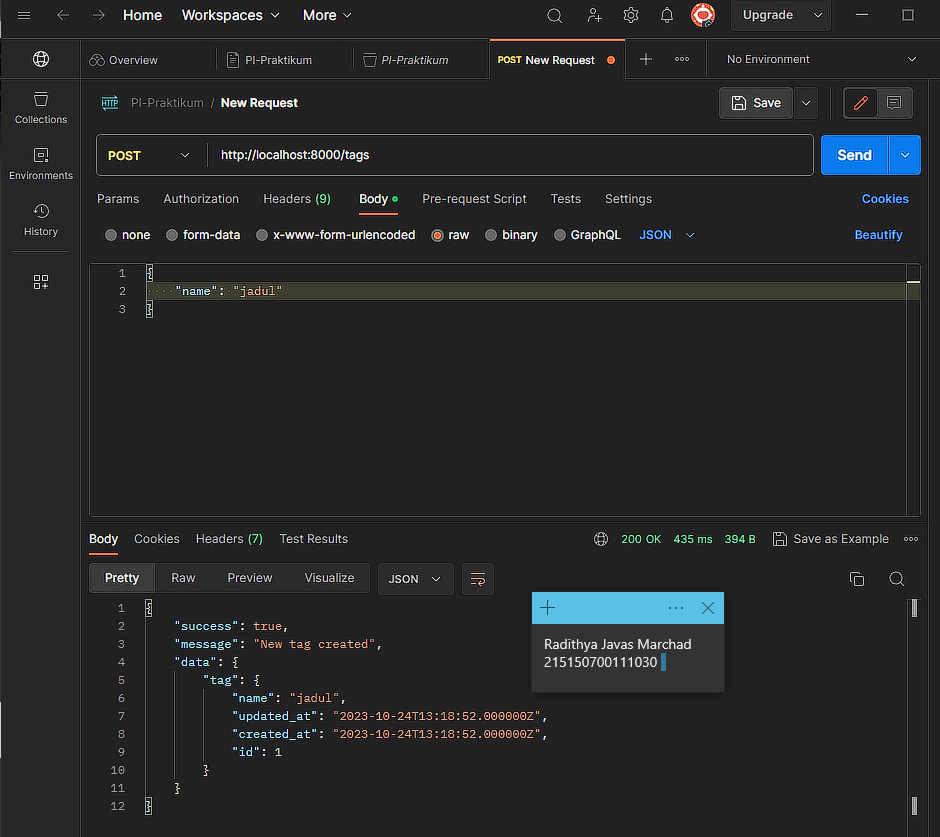 Home Workspaces More Upgrade
Overview PI-Praktikum PI-Praktikum POST New Request No Environment
Collections
Environments
History
HTTP PI-Praktikum / New Request Save
POST http://localhost:8000/tags Send
Params Authorization Headers (9) Body Pre-request Script Tests Settings Cookies
none form-data x-www-form-urlencoded raw binary GraphQL JSON Beautify
1 {
2 "name": "jadul"
3 }
Body Cookies Headers (7) Test Results 200 OK 435 ms 394 B Save as Example
Pretty Raw Preview Visualize JSON
1 {
2 "success": true,
3 "message": "New tag created",
4 "data": {
5 "tag": {
6 "name": "jadul",
7 "updated_at": "2023-10-24T13:18:52.000000Z",
8 "created_at": "2023-10-24T13:18:52.000000Z",
9 "id": 1
10 }
11 }
12 }
Radithya Javas Marchad
215150700111030